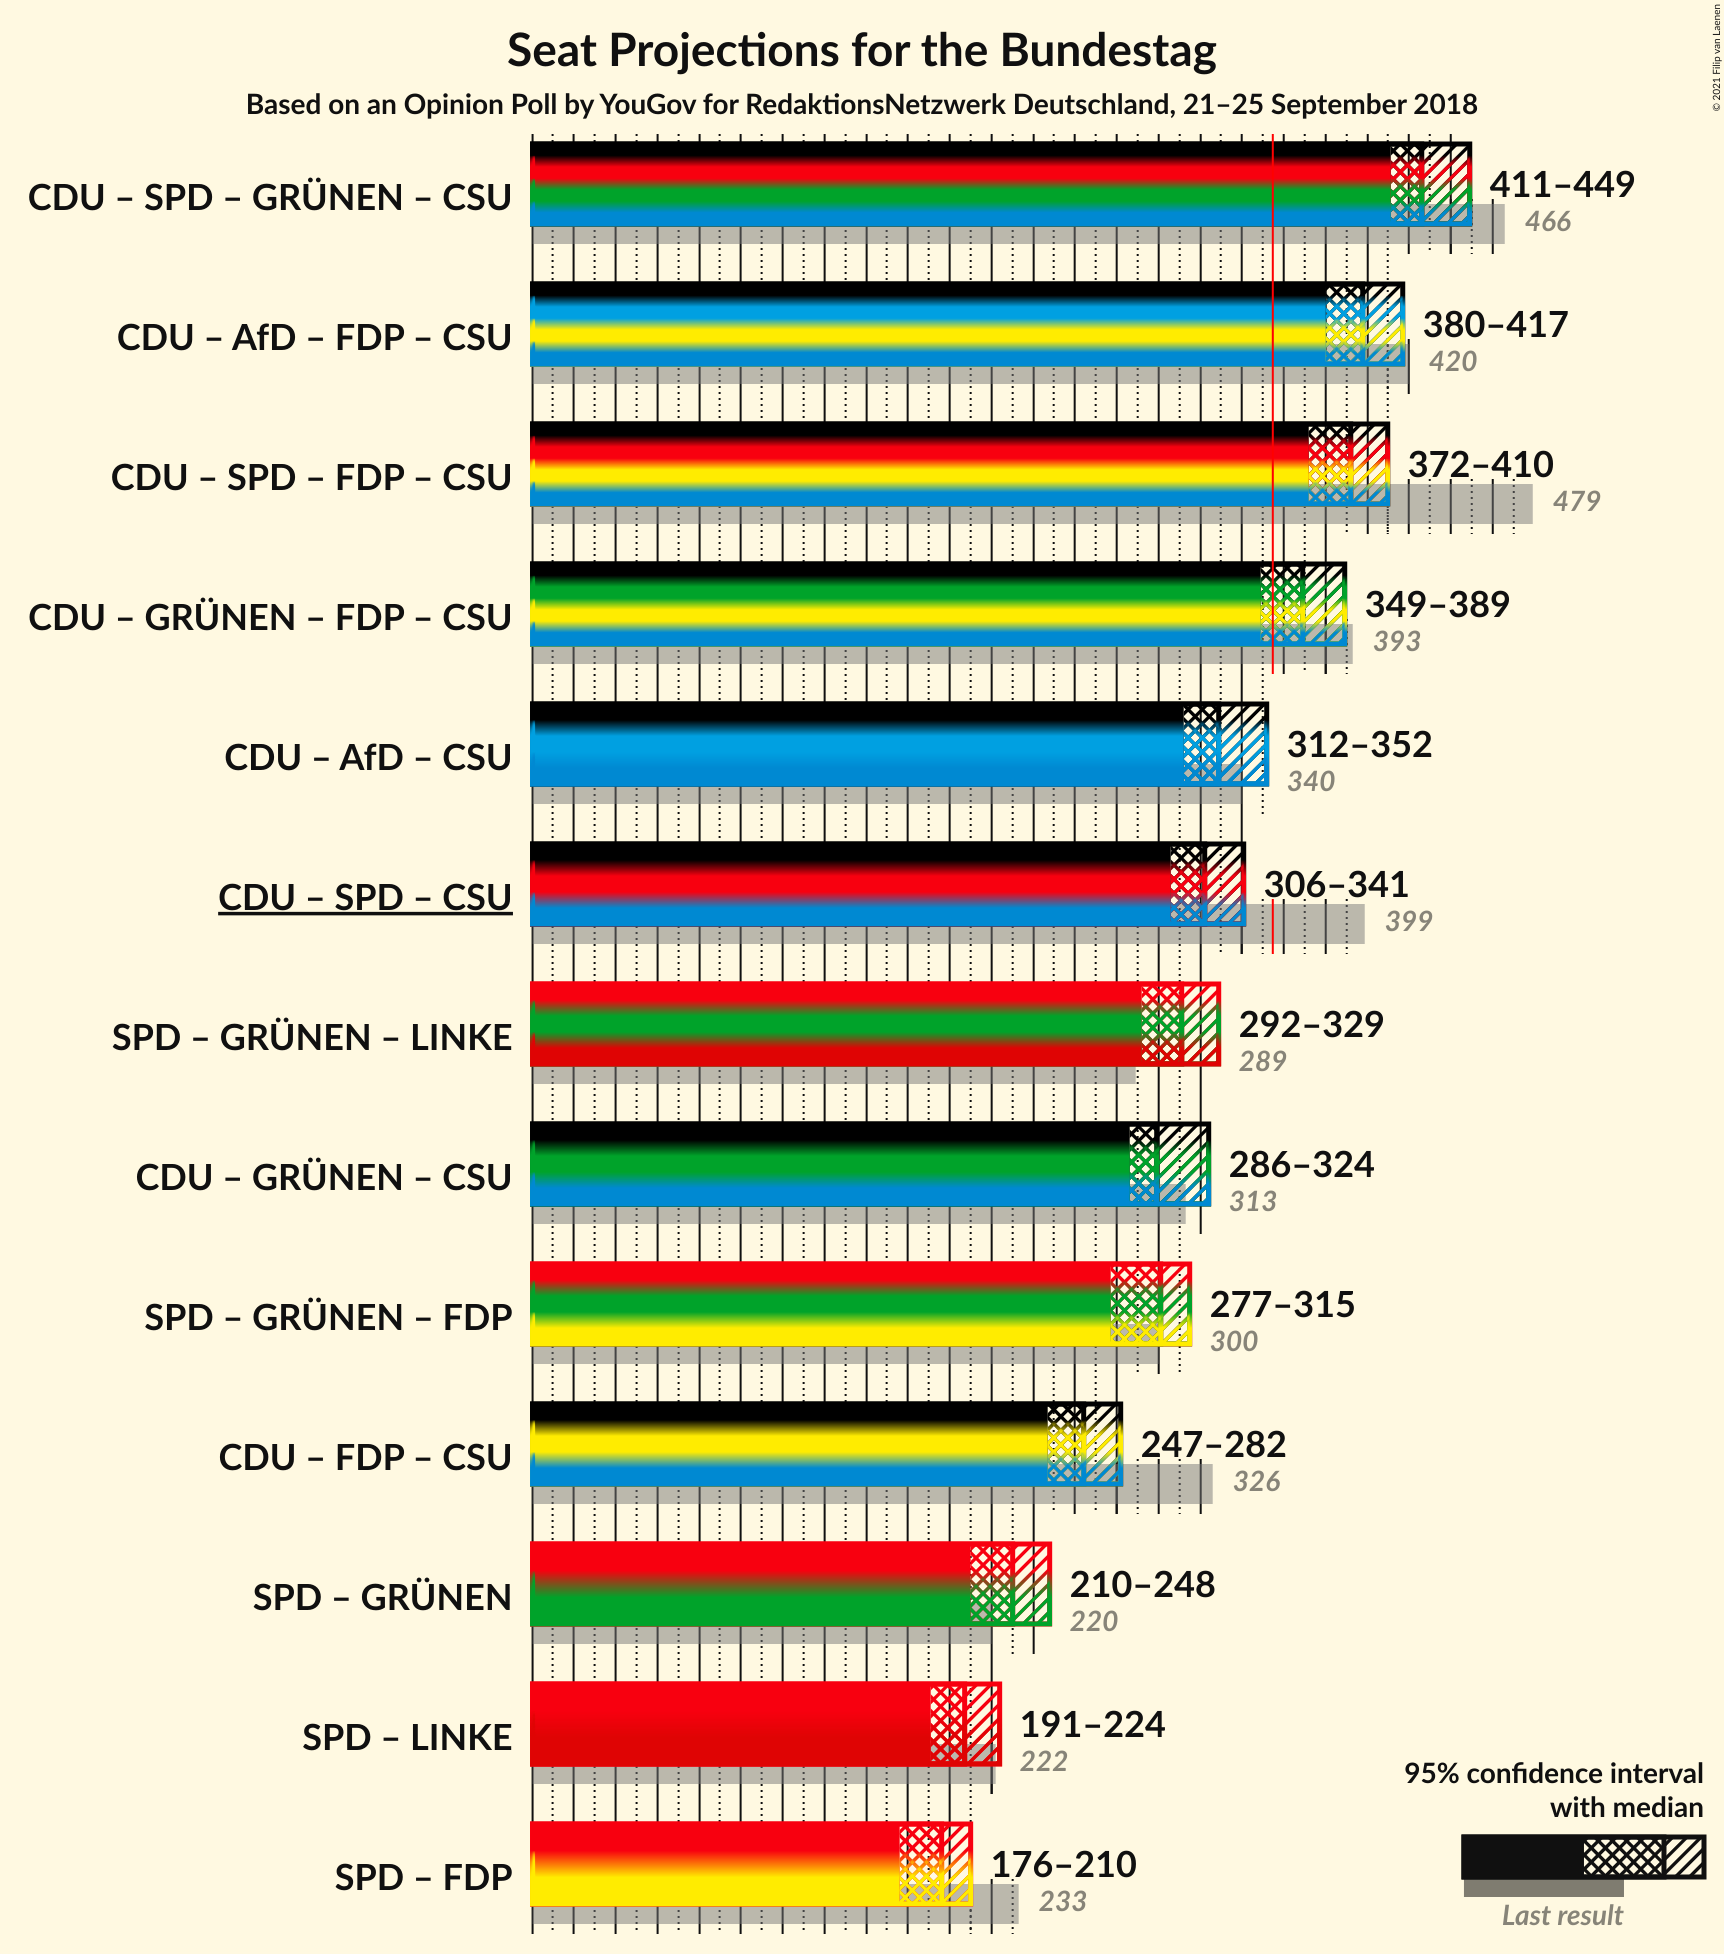 Seat Projections for the Bundestag
Based on an Opinion Poll by YouGov for RedaktionsNetzwerk Deutschland, 21–25 September 2018
© 2021 Filip van Laenen
CDU – SPD – GRÜNEN – CSU
411–449
466
CDU – AfD – FDP – CSU
380–417
420
CDU – SPD – FDP – CSU
372–410
479
CDU – GRÜNEN – FDP – CSU
349–389
393
CDU – AfD – CSU
312–352
340
CDU – SPD – CSU
306–341
399
SPD – GRÜNEN – LINKE
292–329
289
CDU – GRÜNEN – CSU
286–324
313
SPD – GRÜNEN – FDP
277–315
300
CDU – FDP – CSU
247–282
326
SPD – GRÜNEN
210–248
220
SPD – LINKE
191–224
222
SPD – FDP
176–210
233
95% confidence interval
with median
Last result